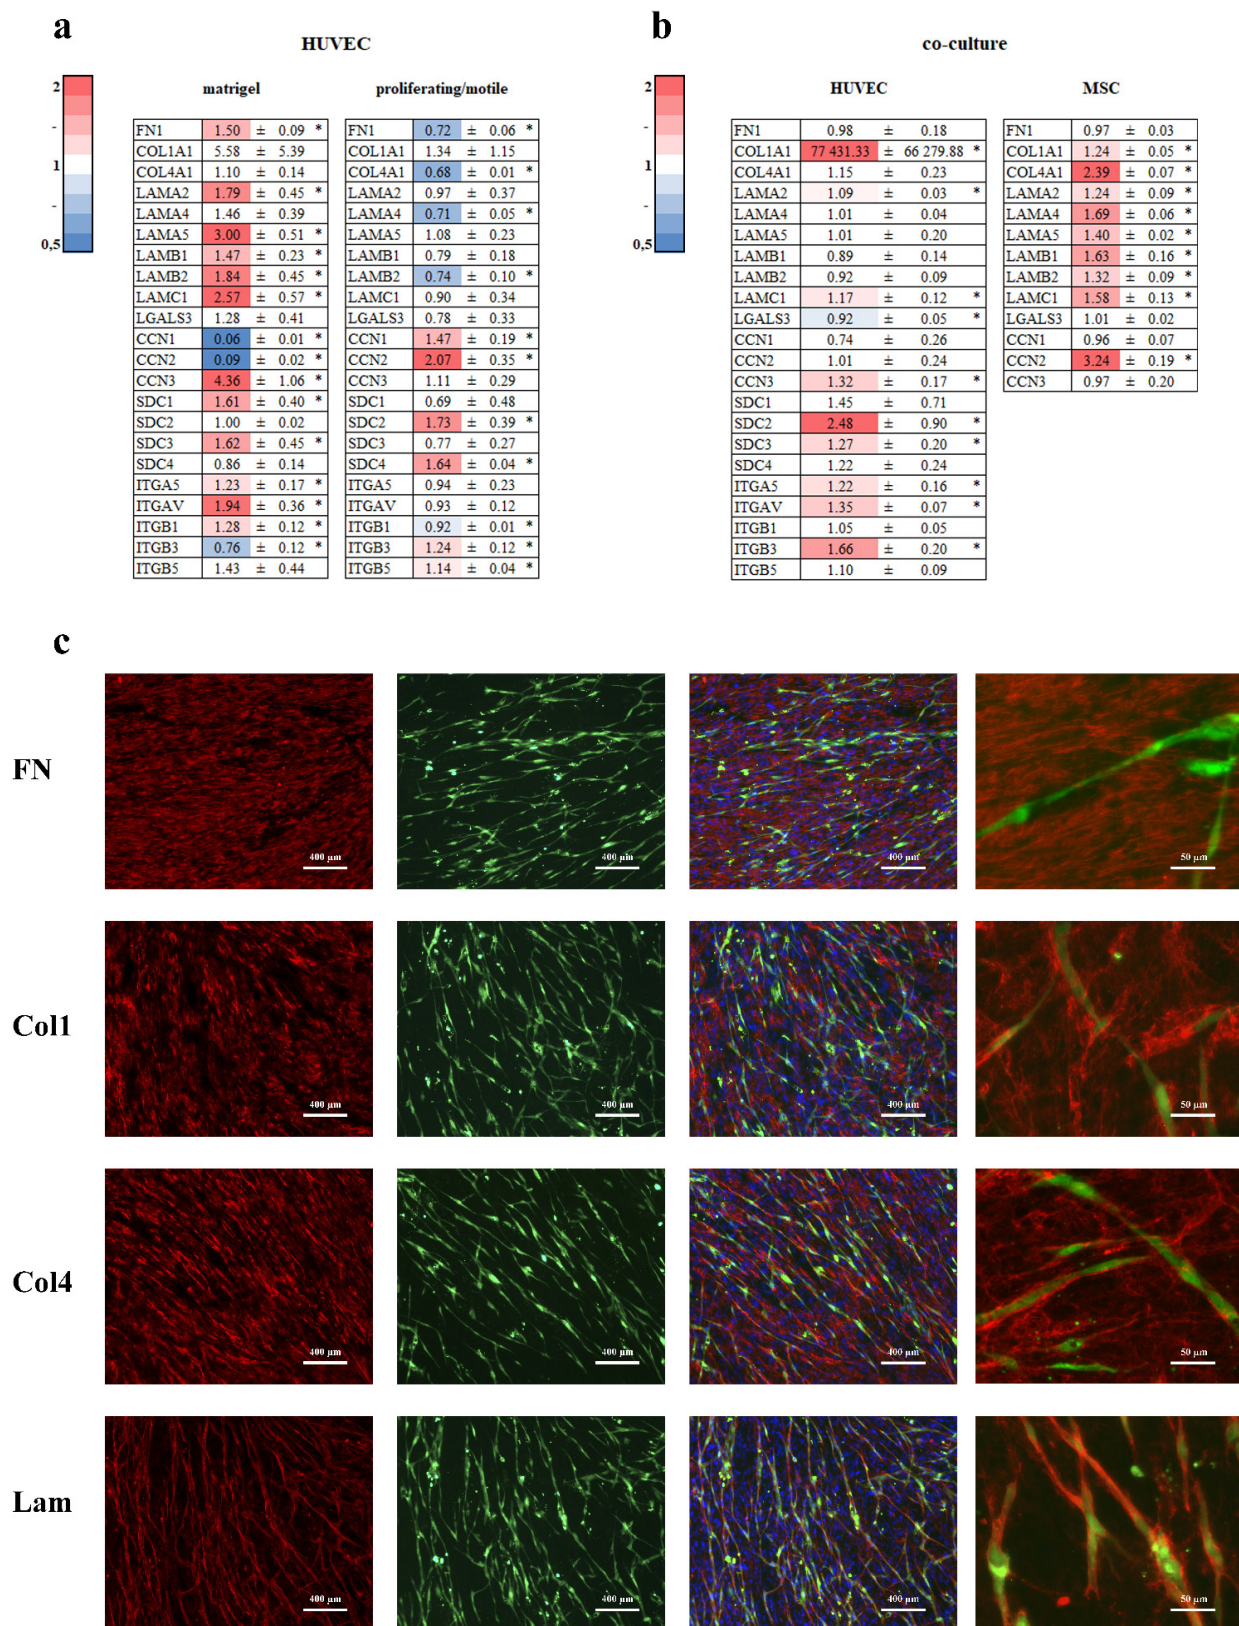 a
HUVEC
matrigel proliferating/motile
2
-
1
-
0,5
FN1 1.50 ± 0.09 *
COL1A1 5.58 ± 5.39
COL4A1 1.10 ± 0.14
LAMA2 1.79 ± 0.45 *
LAMA4 1.46 ± 0.39
LAMA5 3.00 ± 0.51 *
LAMB1 1.47 ± 0.23 *
LAMB2 1.84 ± 0.45 *
LAMC1 2.57 ± 0.57 *
LGALS3 1.28 ± 0.41
CCN1 0.06 ± 0.01 *
CCN2 0.09 ± 0.02 *
CCN3 4.36 ± 1.06 *
SDC1 1.61 ± 0.40 *
SDC2 1.00 ± 0.02
SDC3 1.62 ± 0.45 *
SDC4 0.86 ± 0.14
ITGA5 1.23 ± 0.17 *
ITGAV 1.94 ± 0.36 *
ITGB1 1.28 ± 0.12 *
ITGB3 0.76 ± 0.12 *
ITGB5 1.43 ± 0.44
FN1 0.72 ± 0.06 *
COL1A1 1.34 ± 1.15
COL4A1 0.68 ± 0.01 *
LAMA2 0.97 ± 0.37
LAMA4 0.71 ± 0.05 *
LAMA5 1.08 ± 0.23
LAMB1 0.79 ± 0.18
LAMB2 0.74 ± 0.10 *
LAMC1 0.90 ± 0.34
LGALS3 0.78 ± 0.33
CCN1 1.47 ± 0.19 *
CCN2 2.07 ± 0.35 *
CCN3 1.11 ± 0.29
SDC1 0.69 ± 0.48
SDC2 1.73 ± 0.39 *
SDC3 0.77 ± 0.27
SDC4 1.64 ± 0.04 *
ITGA5 0.94 ± 0.23
ITGAV 0.93 ± 0.12
ITGB1 0.92 ± 0.01 *
ITGB3 1.24 ± 0.12 *
ITGB5 1.14 ± 0.04 *
b
co-culture
HUVEC MSC
2
-
1
-
0,5
FN1 0.98 ± 0.18
COL1A1 77 431.33 ± 66 279.88 *
COL4A1 1.15 ± 0.23
LAMA2 1.09 ± 0.03 *
LAMA4 1.01 ± 0.04
LAMA5 1.01 ± 0.20
LAMB1 0.89 ± 0.14
LAMB2 0.92 ± 0.09
LAMC1 1.17 ± 0.12 *
LGALS3 0.92 ± 0.05 *
CCN1 0.74 ± 0.26
CCN2 1.01 ± 0.24
CCN3 1.32 ± 0.17 *
SDC1 1.45 ± 0.71
SDC2 2.48 ± 0.90 *
SDC3 1.27 ± 0.20 *
SDC4 1.22 ± 0.24
ITGA5 1.22 ± 0.16 *
ITGAV 1.35 ± 0.07 *
ITGB1 1.05 ± 0.05
ITGB3 1.66 ± 0.20 *
ITGB5 1.10 ± 0.09
FN1 0.97 ± 0.03
COL1A1 1.24 ± 0.05 *
COL4A1 2.39 ± 0.07 *
LAMA2 1.24 ± 0.09 *
LAMA4 1.69 ± 0.06 *
LAMA5 1.40 ± 0.02 *
LAMB1 1.63 ± 0.16 *
LAMB2 1.32 ± 0.09 *
LAMC1 1.58 ± 0.13 *
LGALS3 1.01 ± 0.02
CCN1 0.96 ± 0.07
CCN2 3.24 ± 0.19 *
CCN3 0.97 ± 0.20
c
FN
400 µm 400 µm 400 µm 50 µm
Col1
400 µm 400 µm 400 µm 50 µm
Col4
400 µm 400 µm 400 µm 50 µm
Lam
400 µm 400 µm 400 µm 50 µm